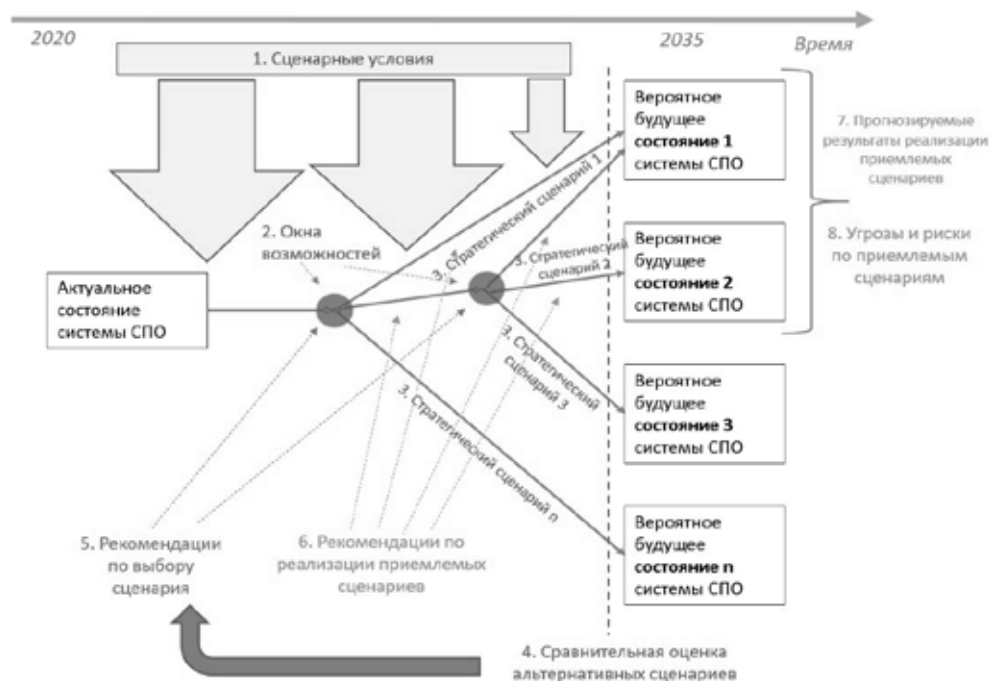 2020
2035
Время
1. Сценарные условия
Вероятное
будущее
состояние 1
системы СПО
7. Прогнозируемые
результаты реализации
приемлемых
сценариев
2. Окна
возможностей
3. Стратегический сценарий 1
3. Стратегический
сценарий 2
Вероятное
будущее
состояние 2
системы СПО
8. Угрозы и риски
по приемлемым
сценариям
Актуальное
состояние
системы СПО
3. Стратегический
сценарий 3
Вероятное
будущее
состояние 3
системы СПО
3. Стратегический сценарий n
5. Рекомендации
по выбору
сценария
6. Рекомендации по
реализации приемлемых
сценариев
Вероятное
будущее
состояние n
системы СПО
4. Сравнительная оценка
альтернативных сценариев